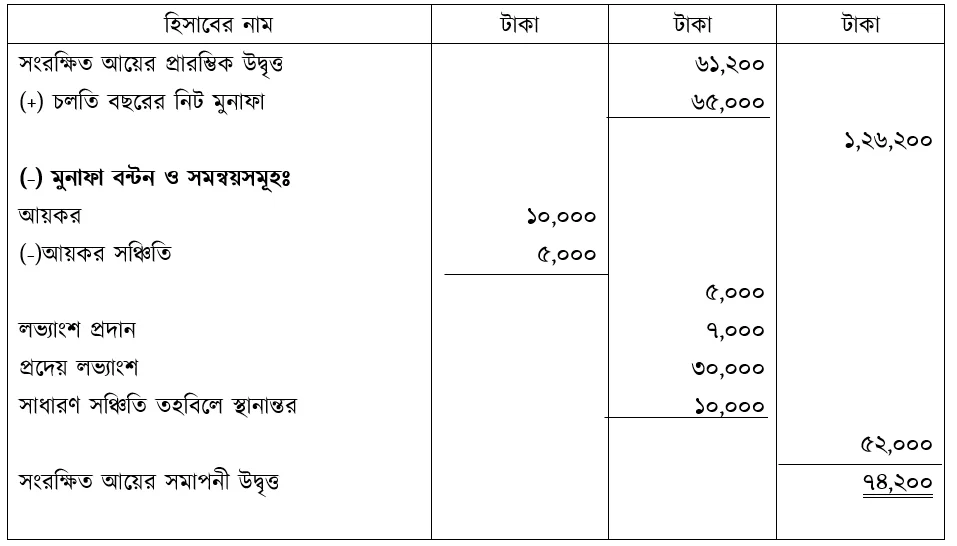 হিসাবের নাম টাকা টাকা টাকা
সংরক্ষিত আয়ের প্রারম্ভিক উদ্বৃত্ত ৬১,২০০
(+) চলতি বছরের নিট মুনাফা ৬৫,০০০
১,২৬,২০০
(-) মুনাফা বন্টন ও সমন্বয়সমূহঃ
আয়কর ১০,০০০
(-)আয়কর সঞ্চিতি ৫,০০০
৫,০০০
লভ্যাংশ প্রদান ৭,০০০
প্রদেয় লভ্যাংশ ৩০,০০০
সাধারণ সঞ্চিতি তহবিলে স্থানান্তর ১০,০০০
৫২,০০০
সংরক্ষিত আয়ের সমাপনী উদ্বৃত্ত ৭৪,২০০